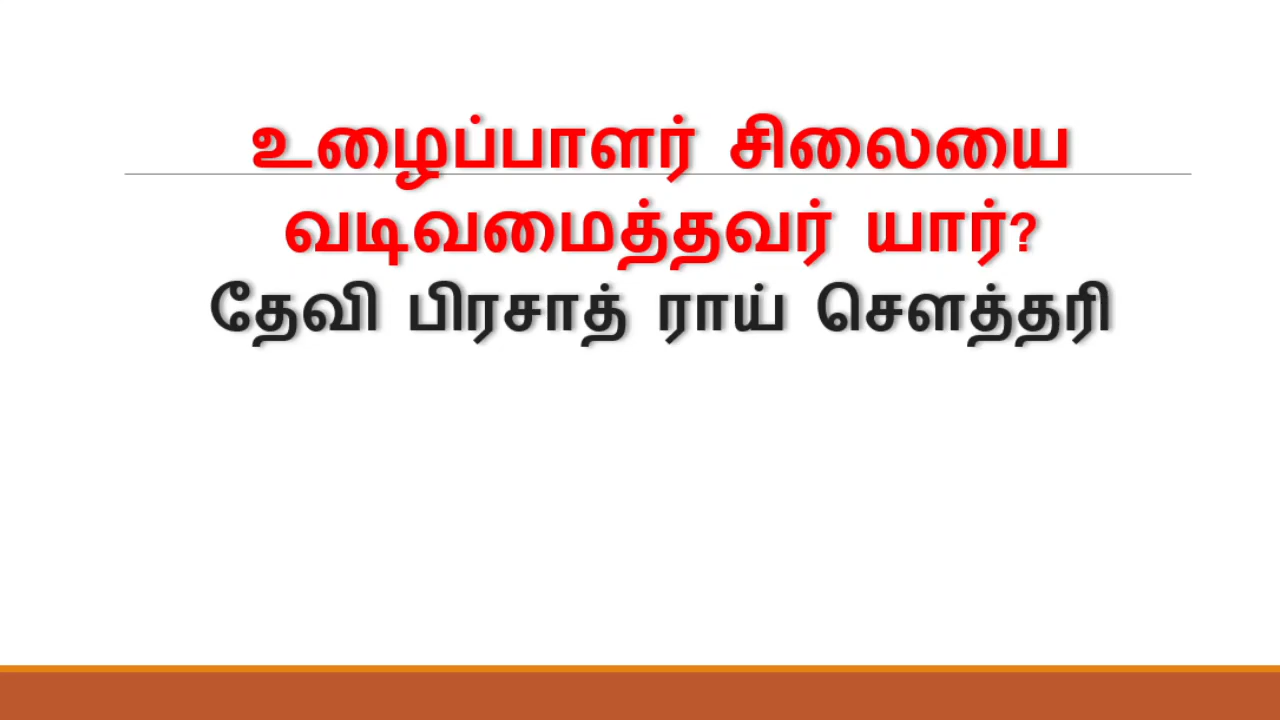 உழைப்பாளர் சிலையை
வடிவமைத்தவர் யார்?
தேவி பிரசாத் ராய் சௌத்தரி